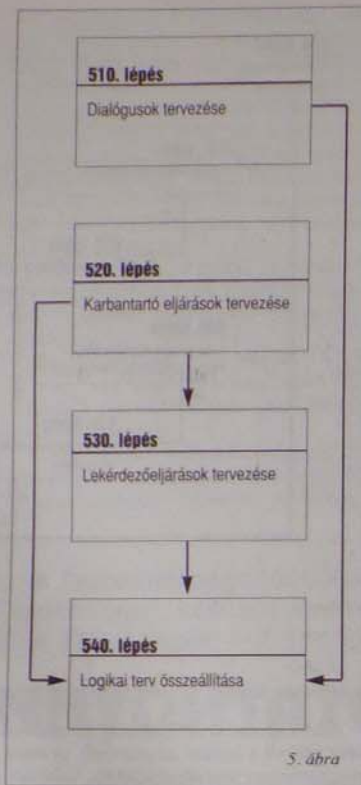 510. lépés
Dialógusok tervezése
520. lépés
Karbantartó eljárások tervezése
530. lépés
Lekérdezőeljárások tervezése
540. lépés
Logikai terv összeállítása
5. ábra